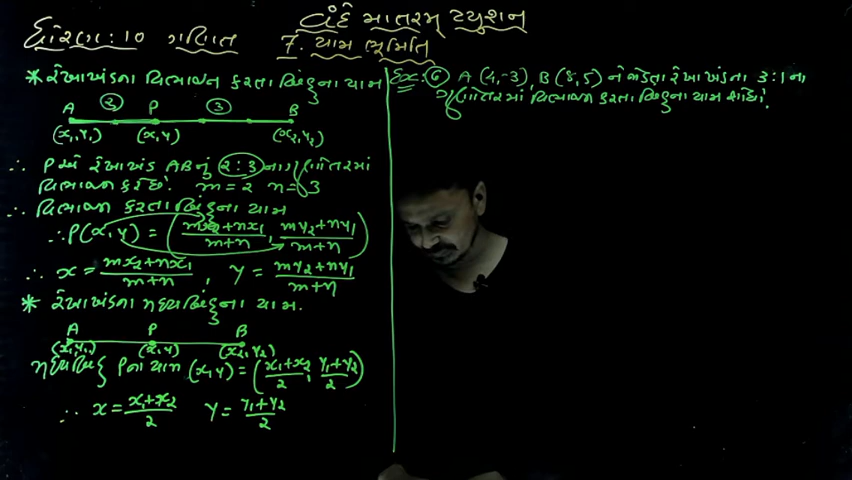 વંદે માતરમ્ ટ્યુશન
ધોરણ : 10 ગણિત
7. યામ ભૂમિતિ
* રેખાખંડના વિભાજન કરતા બિંદુના યામ
2 3
A P B
(x₁,y₁) (x,y) (x₂,y₂)
∴ P એ રેખાખંડ ABનું 2:3 ના ગુણોત્તરમાં
વિભાજન કરે છે. m = 2 n = 3
∴ વિભાજન કરતા બિંદુના યામ
∴ P(x,y) = (mx₂+nx₁/m+n , my₂+ny₁/m+n)
∴ x = mx₂+nx₁/m+n , y = my₂+ny₁/m+n
* રેખાખંડના મધ્યબિંદુના યામ.
A P B
(x₁,y₁) (x,y) (x₂,y₂)
મધ્યબિંદુ P ના યામ (x,y) = (x₁+x₂/2 , y₁+y₂/2)
∴ x = x₁+x₂/2 y = y₁+y₂/2
Ex: 6 A(4,-3), B(8,5) ને જોડતા રેખાખંડના 3:1 ના
ગુણોત્તરમાં વિભાજન કરતા બિંદુના યામ શોધો.